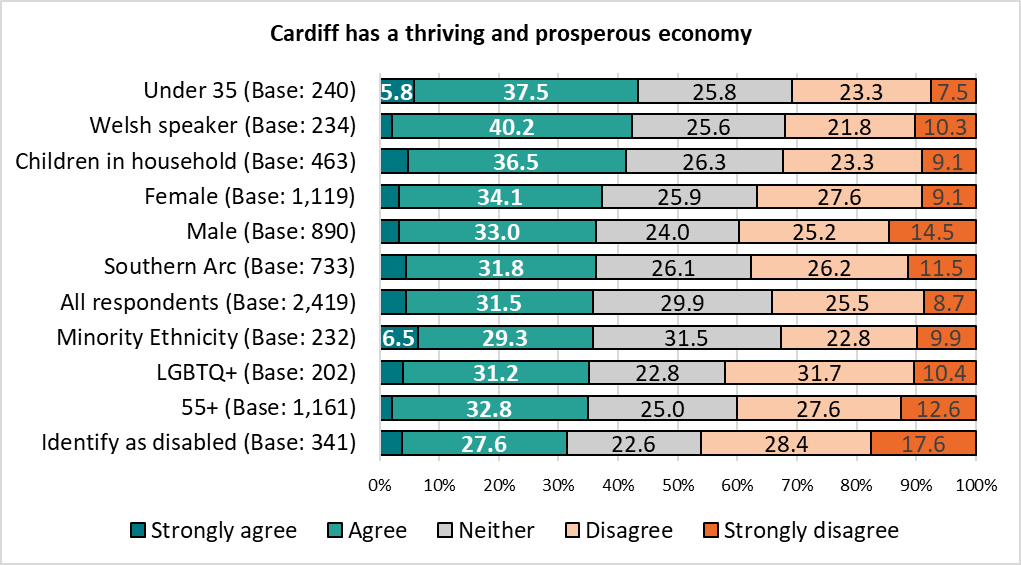 Cardiff has a thriving and prosperous economy
Under 35 (Base: 240) 5.8 37.5 25.8 23.3 7.5
Welsh speaker (Base: 234) 40.2 25.6 21.8 10.3
Children in household (Base: 463) 36.5 26.3 23.3 9.1
Female (Base: 1,119) 34.1 25.9 27.6 9.1
Male (Base: 890) 33.0 24.0 25.2 14.5
Southern Arc (Base: 733) 31.8 26.1 26.2 11.5
All respondents (Base: 2,419) 31.5 29.9 25.5 8.7
Minority Ethnicity (Base: 232) 6.5 29.3 31.5 22.8 9.9
LGBTQ+ (Base: 202) 31.2 22.8 31.7 10.4
55+ (Base: 1,161) 32.8 25.0 27.6 12.6
Identify as disabled (Base: 341) 27.6 22.6 28.4 17.6
0% 10% 20% 30% 40% 50% 60% 70% 80% 90% 100%
Strongly agree Agree Neither Disagree Strongly disagree